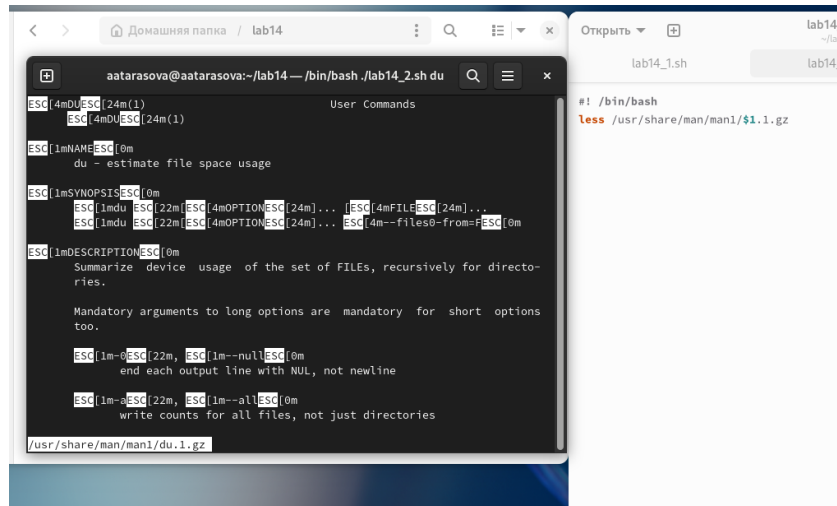 Домашняя папка / lab14
Открыть
lab14
~/la
lab14_1.sh
lab14
aatarasova@aatarasova:~/lab14 — /bin/bash ./lab14_2.sh du
#! /bin/bash
less /usr/share/man/man1/$1.1.gz
ESC[4mDUESC[24m(1) User Commands
ESC[4mDUESC[24m(1)
ESC[1mNAMEESC[0m
du - estimate file space usage
ESC[1mSYNOPSISESC[0m
ESC[1mdu ESC[22m[ESC[4mOPTIONESC[24m]... [ESC[4mFILEESC[24m]...
ESC[1mdu ESC[22m[ESC[4mOPTIONESC[24m]... ESC[4m--files0-from=FESC[0m
ESC[1mDESCRIPTIONESC[0m
Summarize device usage of the set of FILEs, recursively for directo-
ries.
Mandatory arguments to long options are mandatory for short options
too.
ESC[1m-0ESC[22m, ESC[1m--nullESC[0m
end each output line with NUL, not newline
ESC[1m-aESC[22m, ESC[1m--allESC[0m
write counts for all files, not just directories
/usr/share/man/man1/du.1.gz